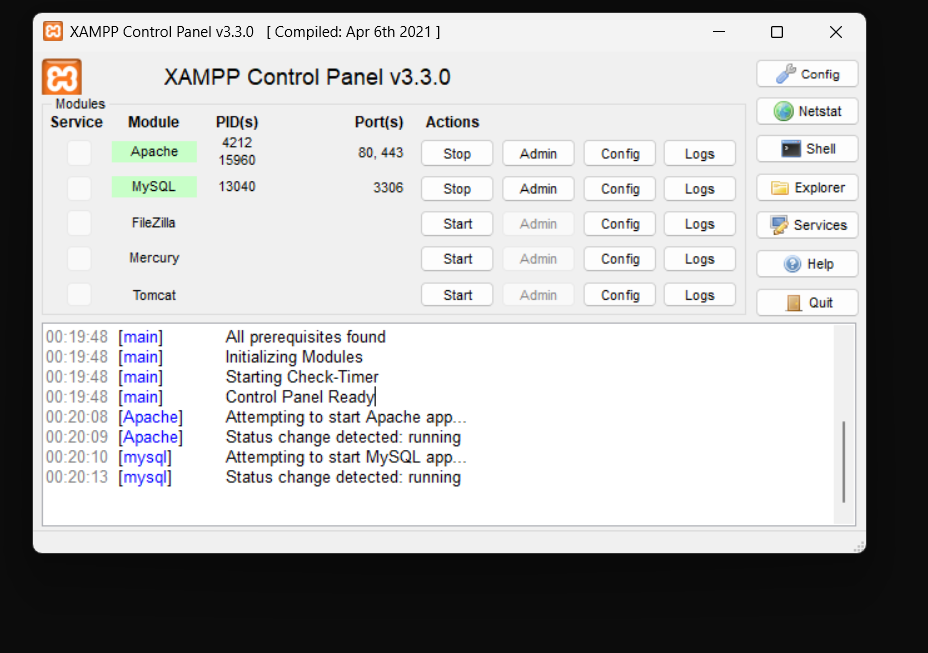 XAMPP Control Panel v3.3.0 [ Compiled: Apr 6th 2021 ]
XAMPP Control Panel v3.3.0
Config
Modules
Service Module PID(s) Port(s) Actions
Netstat
Apache 4212 15960 80, 443 Stop Admin Config Logs
Shell
MySQL 13040 3306 Stop Admin Config Logs
Explorer
FileZilla Start Admin Config Logs
Services
Mercury Start Admin Config Logs
Help
Tomcat Start Admin Config Logs
Quit
00:19:48 [main] All prerequisites found
00:19:48 [main] Initializing Modules
00:19:48 [main] Starting Check-Timer
00:19:48 [main] Control Panel Ready
00:20:08 [Apache] Attempting to start Apache app...
00:20:09 [Apache] Status change detected: running
00:20:10 [mysql] Attempting to start MySQL app...
00:20:13 [mysql] Status change detected: running